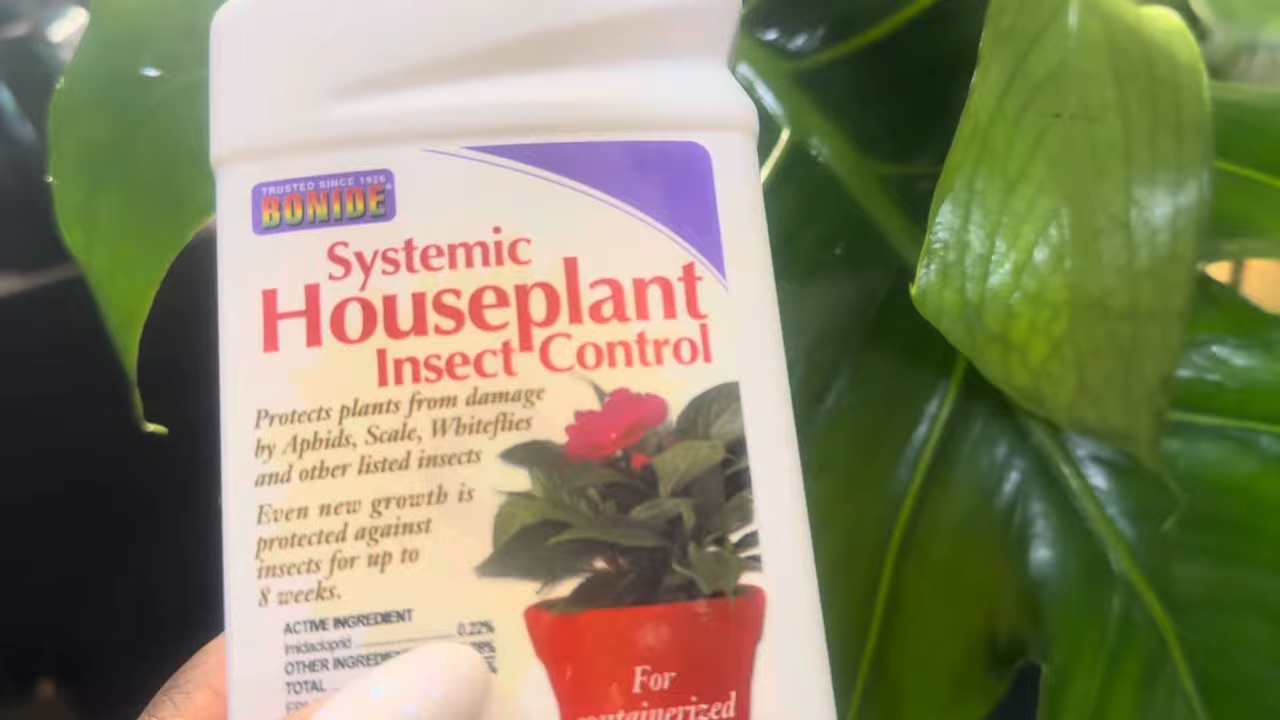 TRUSTED SINCE 1926
BONIDE
Systemic
Houseplant
Insect Control
Protects plants from damage
by Aphids, Scale, Whiteflies
and other listed insects
Even new growth is
protected against
insects for up to
8 weeks.
ACTIVE INGREDIENT
Imidacloprid 0.22%
OTHER
TOTAL
For